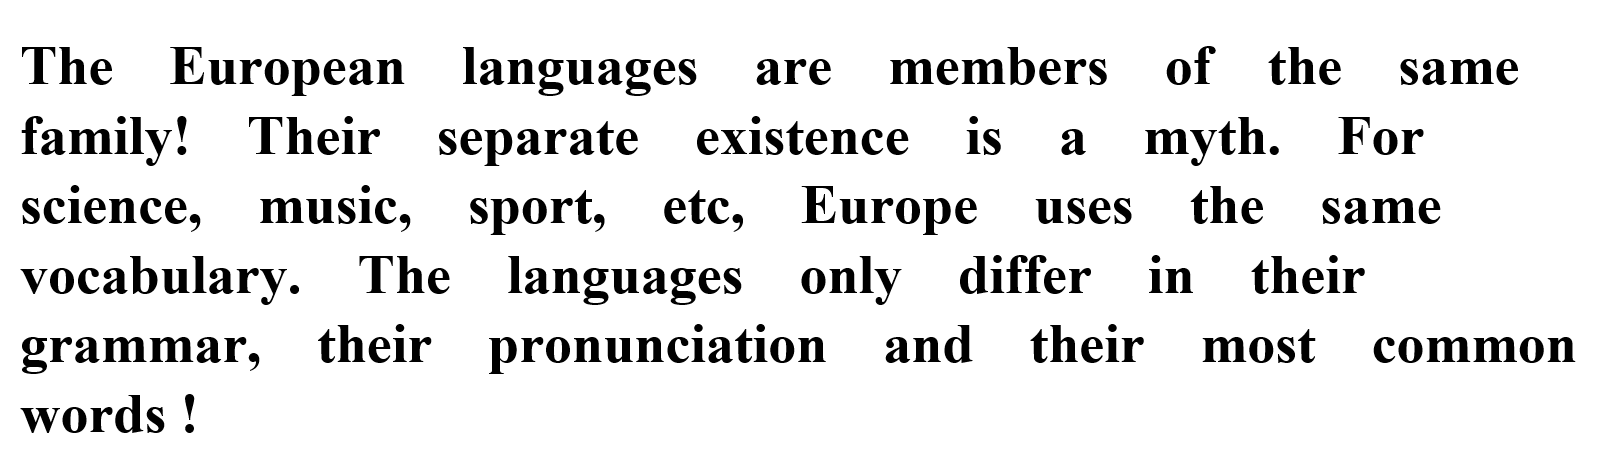 The European languages are members of the same
family! Their separate existence is a myth. For
science, music, sport, etc, Europe uses the same
vocabulary. The languages only differ in their
grammar, their pronunciation and their most common
words !